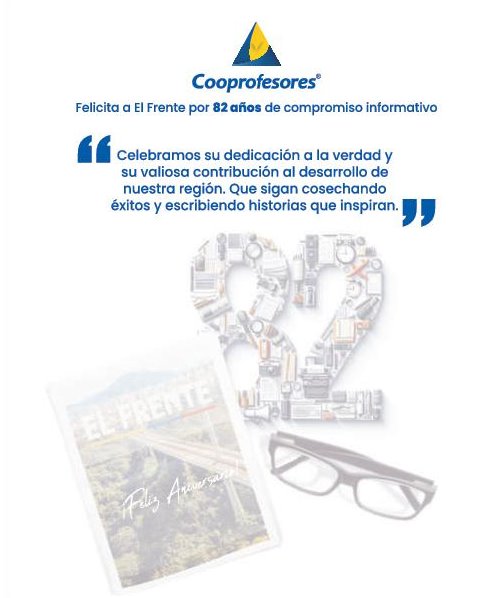 Cooprofesores®
Felicita a El Frente por 82 años de compromiso informativo
“Celebramos su dedicación a la verdad y
su valiosa contribución al desarrollo de
nuestra región. Que sigan cosechando
éxitos y escribiendo historias que inspiran.”
82
EL FRENTE
¡Feliz Aniversario!